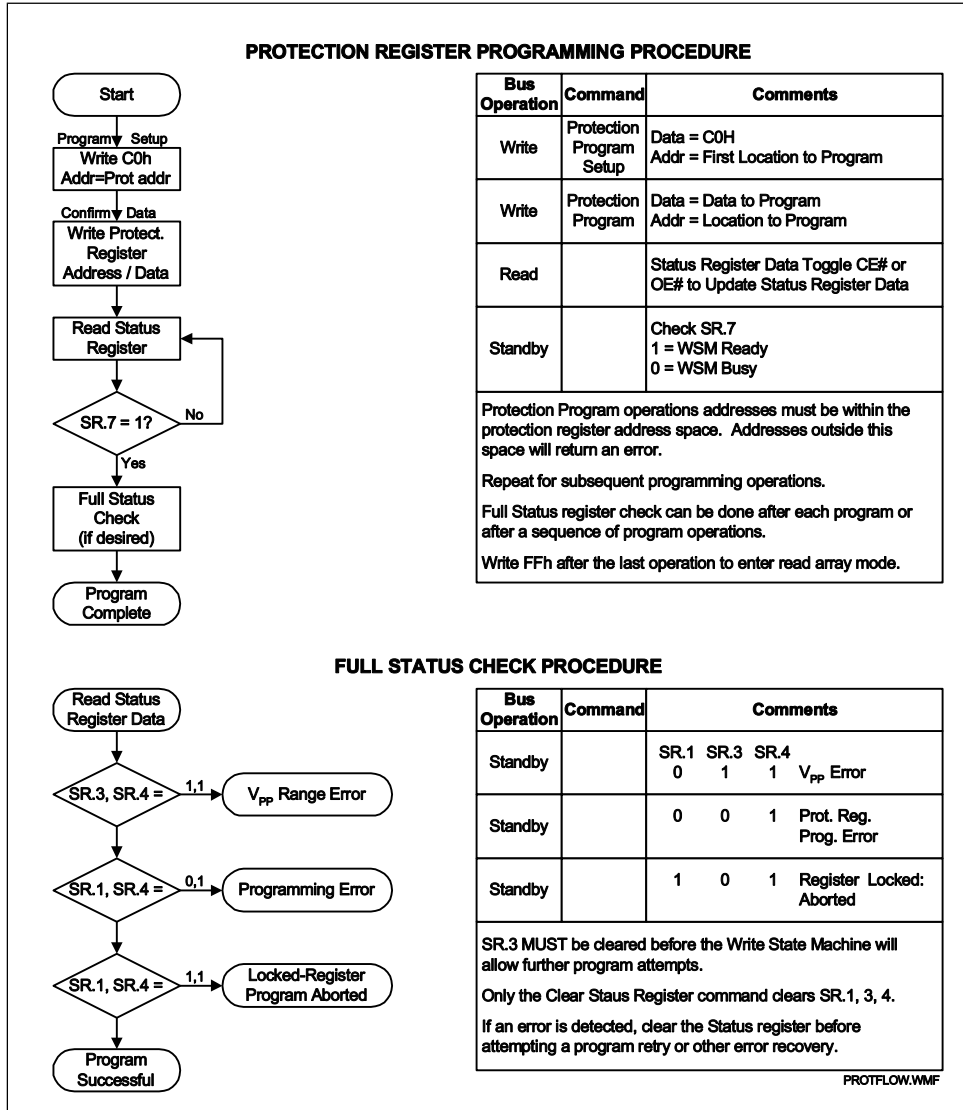 PROTECTION REGISTER PROGRAMMING PROCEDURE
Start
Program Setup
Write C0h
Addr=Prot addr
Confirm Data
Write Protect.
Register
Address / Data
Read Status
Register
SR.7 = 1?
No
Yes
Full Status
Check
(if desired)
Program
Complete
Bus
Operation
Command
Comments
Write
Protection
Program
Setup
Data = C0H
Addr = First Location to Program
Write
Protection
Program
Data = Data to Program
Addr = Location to Program
Read
Status Register Data Toggle CE# or
OE# to Update Status Register Data
Standby
Check SR.7
1 = WSM Ready
0 = WSM Busy
Protection Program operations addresses must be within the
protection register address space. Addresses outside this
space will return an error.
Repeat for subsequent programming operations.
Full Status register check can be done after each program or
after a sequence of program operations.
Write FFh after the last operation to enter read array mode.
FULL STATUS CHECK PROCEDURE
Read Status
Register Data
SR.3, SR.4 =
1,1
VPP Range Error
SR.1, SR.4 =
0,1
Programming Error
SR.1, SR.4 =
1,1
Locked-Register
Program Aborted
Program
Successful
Bus
Operation
Command
Comments
Standby
SR.1 SR.3 SR.4
0 1 1 VPP Error
Standby
0 0 1 Prot. Reg.
Prog. Error
Standby
1 0 1 Register Locked:
Aborted
SR.3 MUST be cleared before the Write State Machine will
allow further program attempts.
Only the Clear Staus Register command clears SR.1, 3, 4.
If an error is detected, clear the Status register before
attempting a program retry or other error recovery.
PROTFLOW.WMF